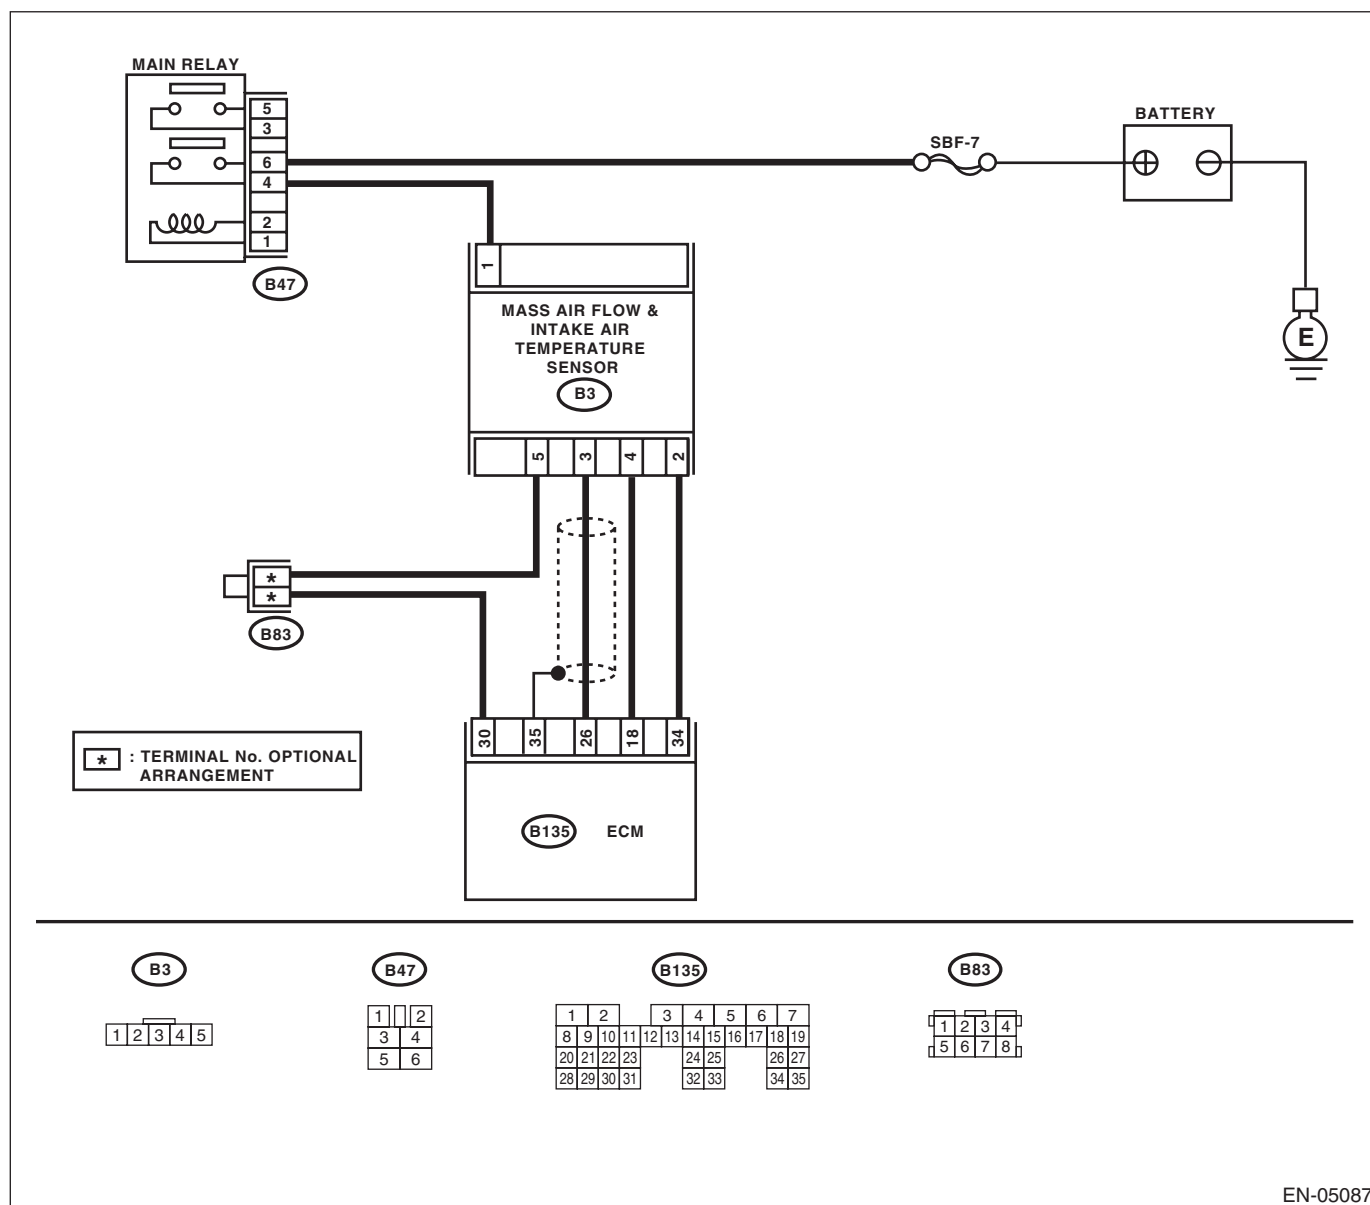 MAIN RELAY
5
3
6
4
2
1
B47
SBF-7
BATTERY
E
1
MASS AIR FLOW &
INTAKE AIR
TEMPERATURE
SENSOR
B3
5 3 4 2
*
*
B83
30 35 26 18 34
B135 ECM
* : TERMINAL No. OPTIONAL
ARRANGEMENT
B3
1 2 3 4 5
B47
1 2
3 4
5 6
B135
1 2 3 4 5 6 7
8 9 10 11 12 13 14 15 16 17 18 19
20 21 22 23 24 25 26 27
28 29 30 31 32 33 34 35
B83
1 2 3 4
5 6 7 8
EN-05087